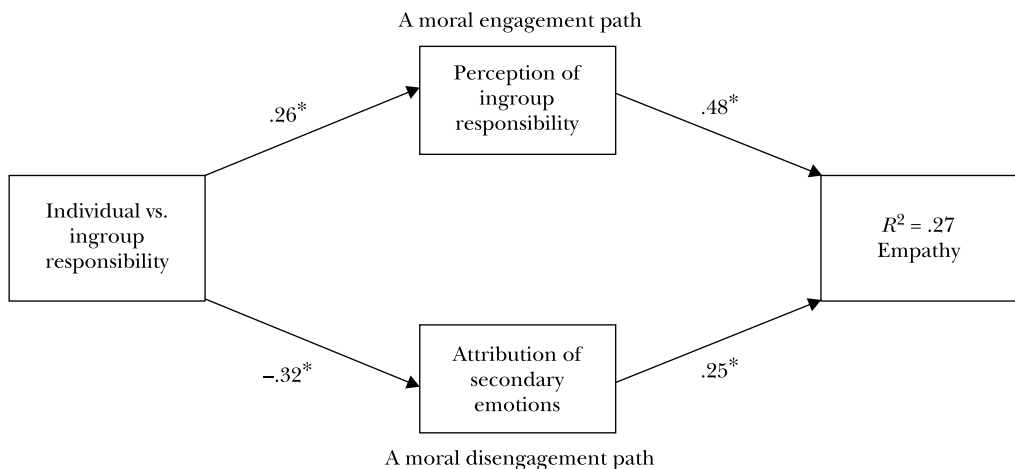 A moral engagement path
Perception of
ingroup
responsibility
.26*
.48*
Individual vs.
ingroup
responsibility
R² = .27
Empathy
–.32*
Attribution of
secondary
emotions
.25*
A moral disengagement path